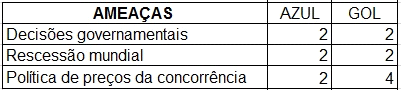 AMEAÇAS AZUL GOL
Decisões governamentais 2 2
Rescessão mundial 2 2
Política de preços da concorrência 2 4